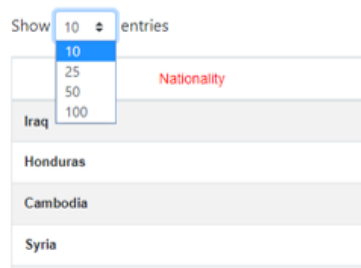 Show 10 entries
10
25
50
100
Nationality
Iraq
Honduras
Cambodia
Syria